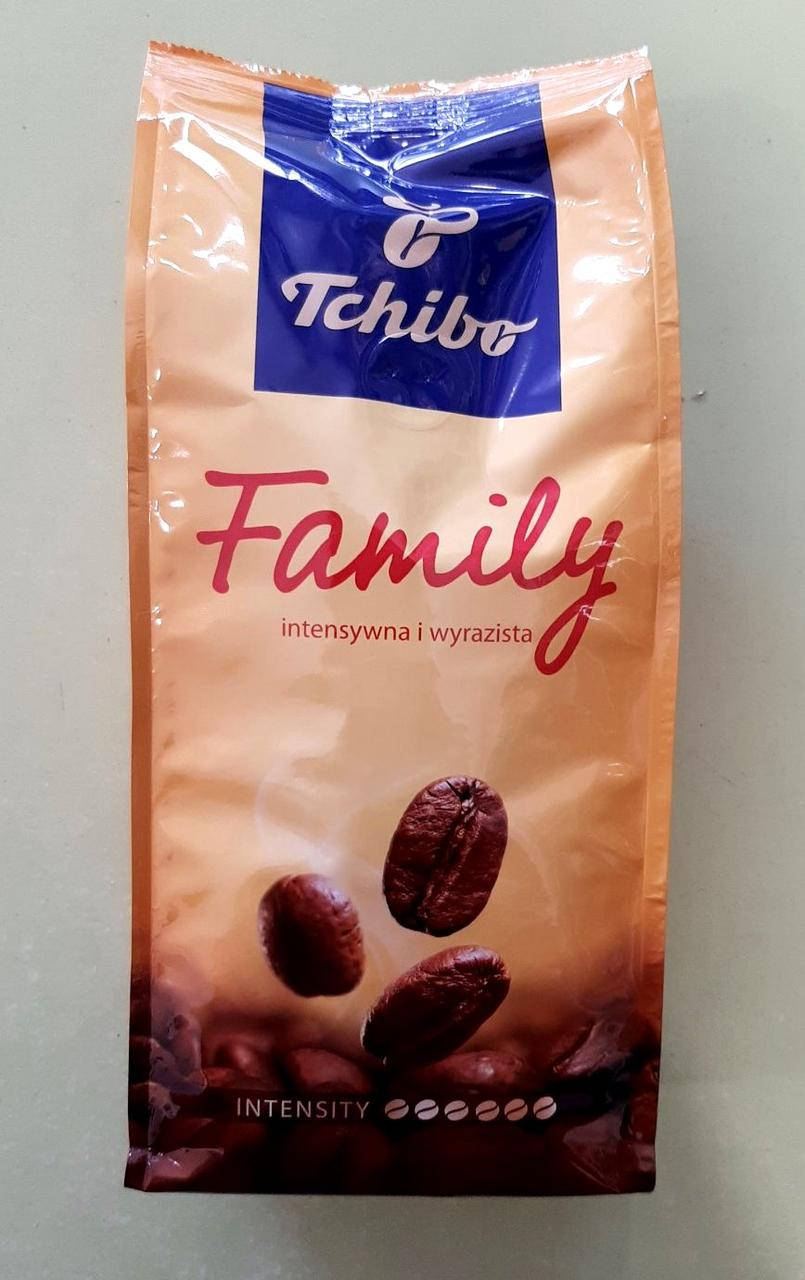 Tchibo
Family
intensywna i wyrazista
INTENSITY